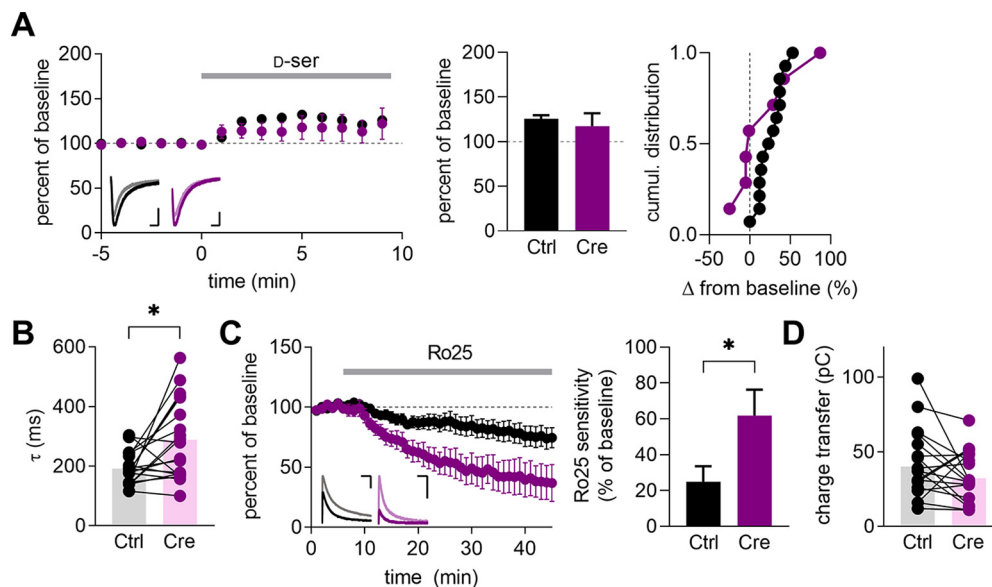 A
percent of baseline
200
150
100
50
0
-5
0
5
10
time (min)
D-ser
percent of baseline
200
150
100
50
0
Ctrl
Cre
cumul. distribution
1.0
0.5
0.0
-50
0
50
100
Δ from baseline (%)
B
τ (ms)
600
400
200
0
Ctrl
Cre
*
C
percent of baseline
150
100
50
0
0
10
20
30
40
time (min)
Ro25
Ro25 sensitivity
(% of baseline)
100
80
60
40
20
0
Ctrl
Cre
*
D
charge transfer (pC)
100
50
0
Ctrl
Cre